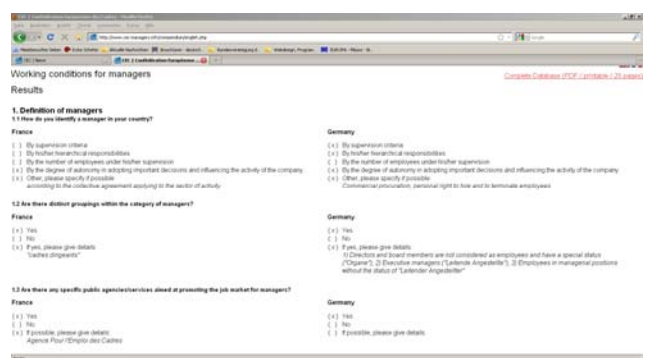 Working conditions for managers
Complete Database (PDF / printable / 25 pages)
Results
1. Definition of managers
1.1 How do you identify a manager in your country?
France
Germany
( ) By supervision criteria
( ) By his/her hierarchical responsibilities
( ) By the number of employees under his/her supervision
(x) By the degree of autonomy in adopting important decisions and influencing the activity of the company
(x) Other, please specify if possible
according to the collective agreement applying to the sector of activity
(x) By supervision criteria
(x) By his/her hierarchical responsibilities
( ) By the number of employees under his/her supervision
(x) By the degree of autonomy in adopting important decisions and influencing the activity of the company
(x) Other, please specify if possible
Commercial procuration, personal right to hire and to terminate employees
1.2 Are there distinct groupings within the category of managers?
France
Germany
(x) Yes
( ) No
(x) If yes, please give details
"cadres dirigeants"
(x) Yes
( ) No
(x) If yes, please give details
1) Directors and board members are not considered as employees and have a special status
("Organe"), 2) Executive managers ("Leitende Angestellte"), 3) Employees in managerial positions
without the status of "Leitender Angestellter"
1.3 Are there any specific public agencies/services aimed at promoting the job market for managers?
France
Germany
(x) Yes
( ) No
(x) If possible, please give details
Agence Pour l'Emploi des Cadres
(x) Yes
( ) No
( ) If possible, please give details